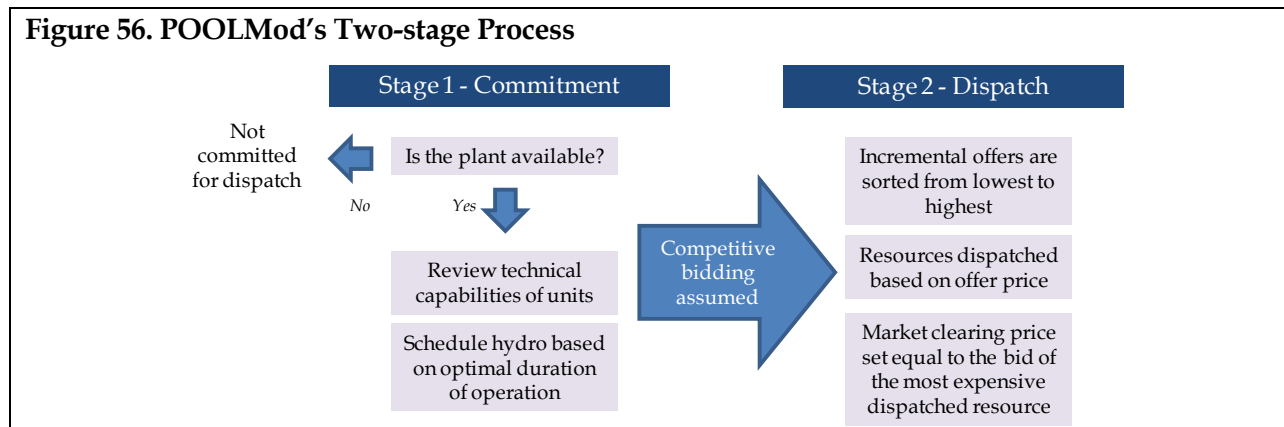 Figure 56. POOLMod's Two-stage Process
Stage 1 - Commitment
Not
committed
for dispatch
No
Is the plant available?
Yes
Review technical
capabilities of units
Schedule hydro based
on optimal duration
of operation
Competitive
bidding
assumed
Stage 2 - Dispatch
Incremental offers are
sorted from lowest to
highest
Resources dispatched
based on offer price
Market clearing price
set equal to the bid of
the most expensive
dispatched resource